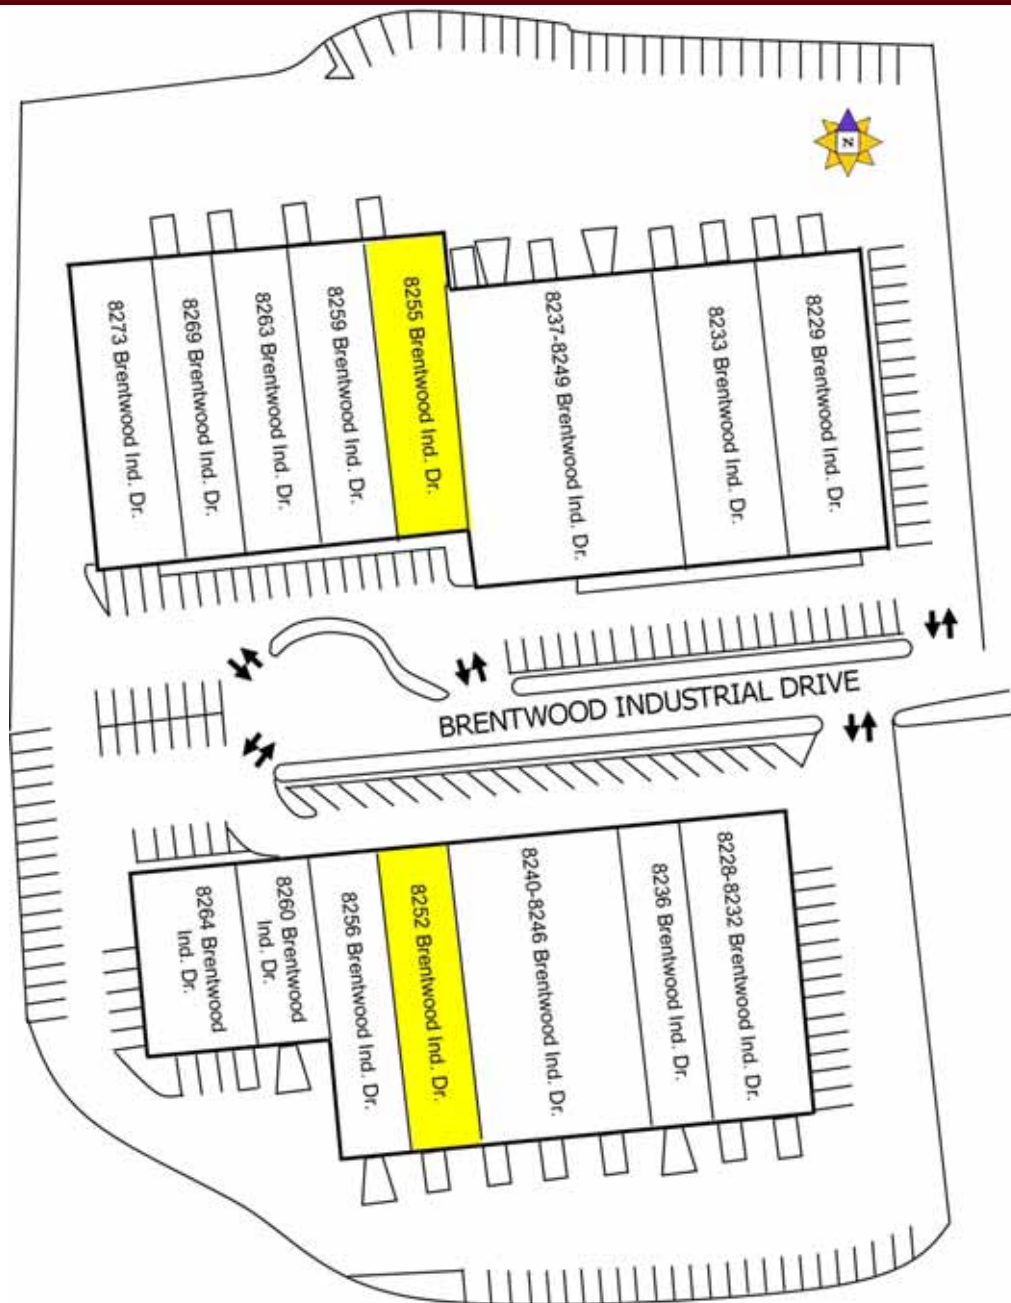 N
8273 Brentwood Ind. Dr.
8269 Brentwood Ind. Dr.
8263 Brentwood Ind. Dr.
8259 Brentwood Ind. Dr.
8255 Brentwood Ind. Dr.
8237-8249 Brentwood Ind. Dr.
8233 Brentwood Ind. Dr.
8229 Brentwood Ind. Dr.
BRENTWOOD INDUSTRIAL DRIVE
8264 Brentwood
Ind. Dr.
8260 Brentwood
Ind. Dr.
8256 Brentwood Ind. Dr.
8252 Brentwood Ind. Dr.
8240-8246 Brentwood Ind. Dr.
8236 Brentwood Ind. Dr.
8228-8232 Brentwood Ind. Dr.